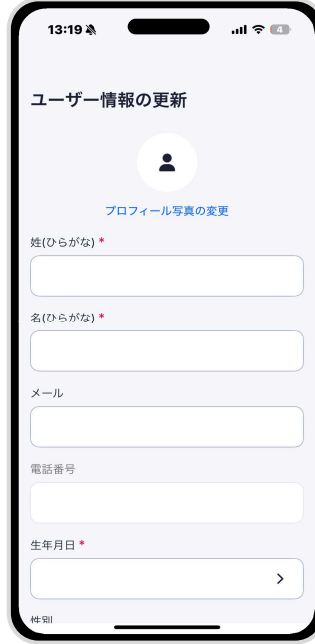 13:19
4
ユーザー情報の更新
プロフィール写真の変更
姓(ひらがな) *
名(ひらがな) *
メール
電話番号
生年月日 *
性別